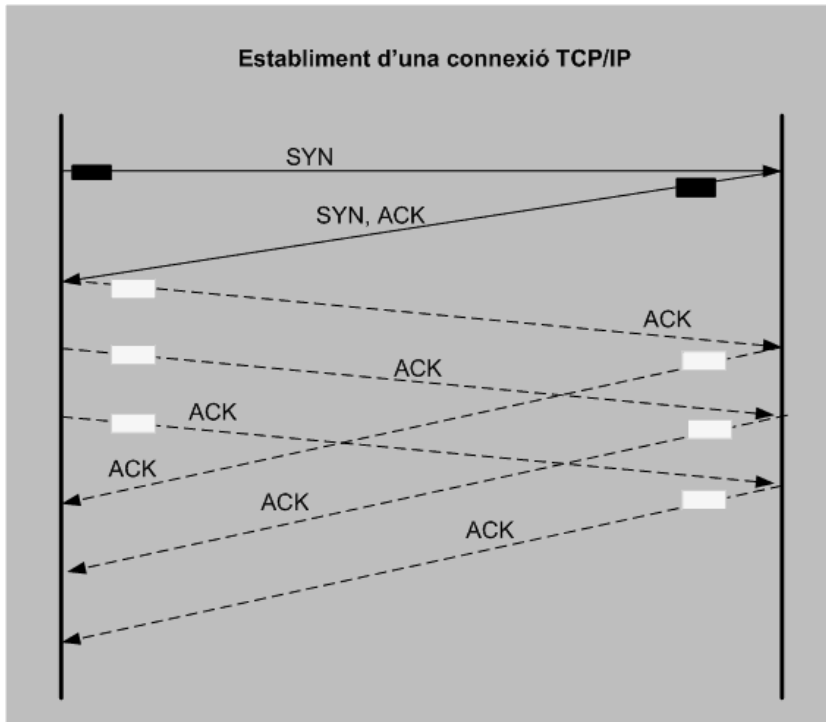 Establiment d'una connexió TCP/IP
SYN
SYN, ACK
ACK
ACK
ACK
ACK
ACK
ACK